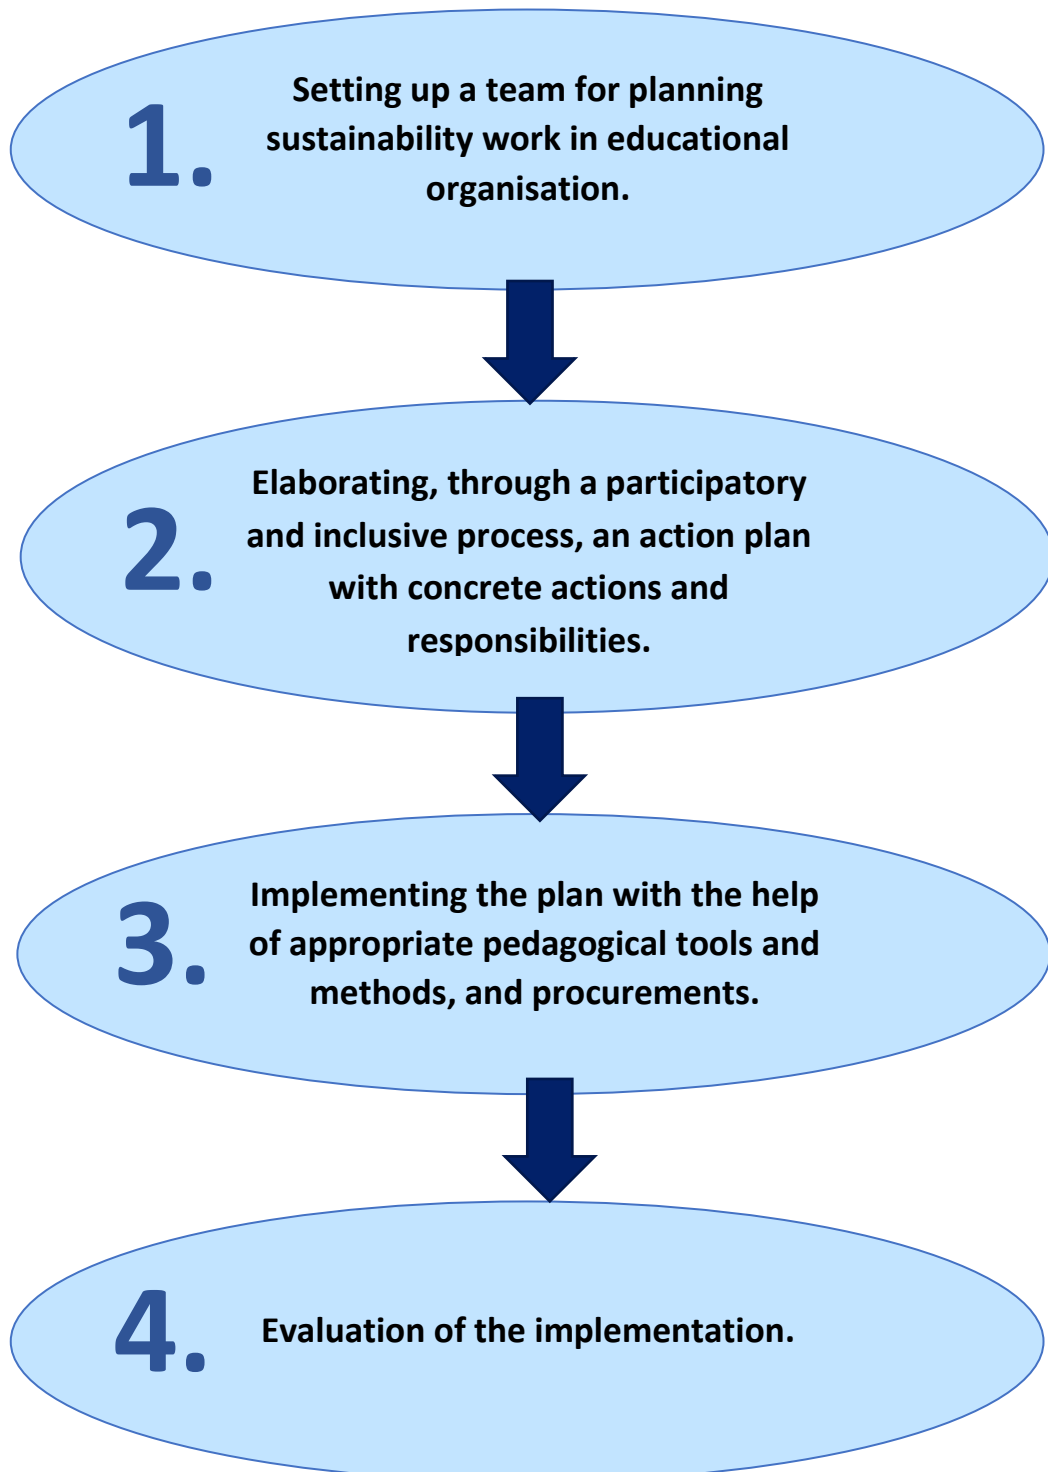 1.
Setting up a team for planning
sustainability work in educational
organisation.
2.
Elaborating, through a participatory
and inclusive process, an action plan
with concrete actions and
responsibilities.
3.
Implementing the plan with the help
of appropriate pedagogical tools and
methods, and procurements.
4.
Evaluation of the implementation.